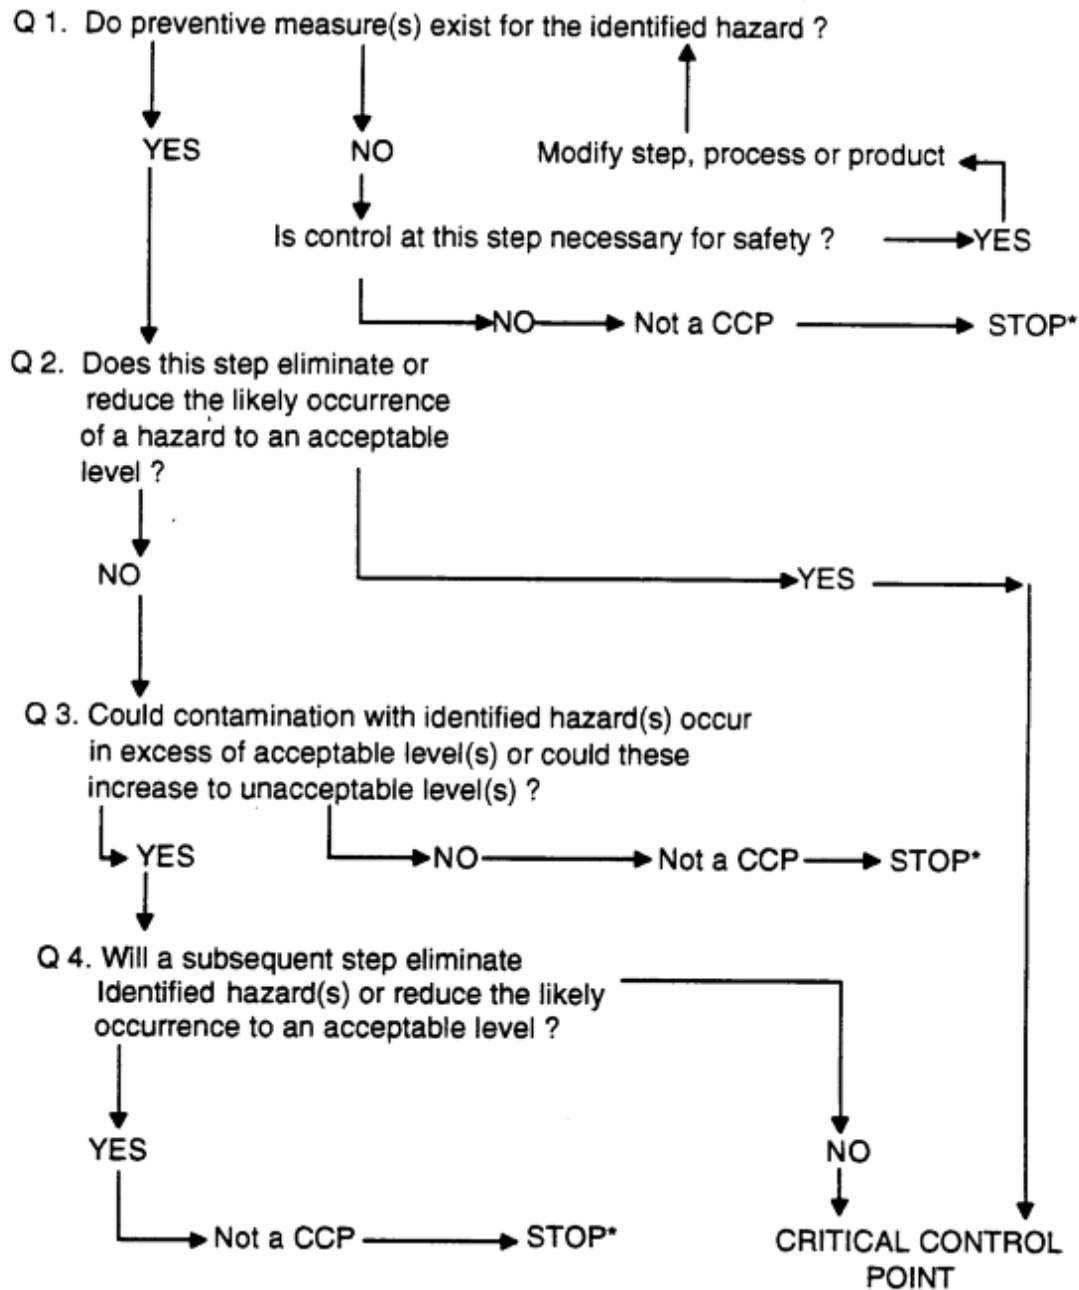 Q 1. Do preventive measure(s) exist for the identified hazard ?
YES
NO
Modify step, process or product
Is control at this step necessary for safety ?
YES
NO
Not a CCP
STOP*
Q 2. Does this step eliminate or
reduce the likely occurrence
of a hazard to an acceptable
level ?
NO
YES
Q 3. Could contamination with identified hazard(s) occur
in excess of acceptable level(s) or could these
increase to unacceptable level(s) ?
YES
NO
Not a CCP
STOP*
Q 4. Will a subsequent step eliminate
Identified hazard(s) or reduce the likely
occurrence to an acceptable level ?
YES
NO
Not a CCP
STOP*
CRITICAL CONTROL
POINT